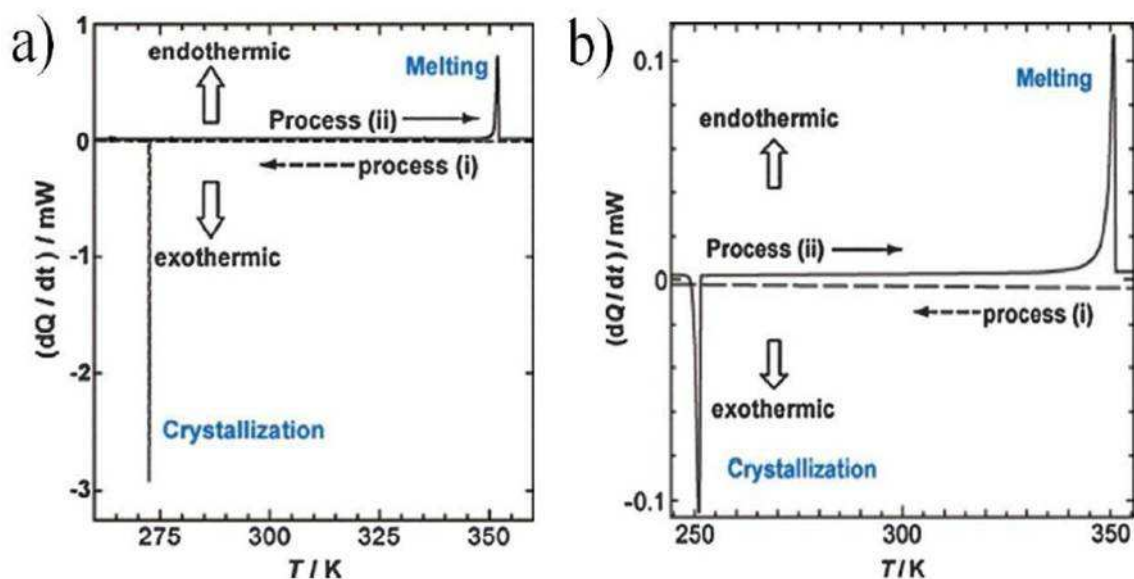 a)
1
0
-1
-2
-3
(dQ / dt ) / mW
endothermic
Melting
Process (ii)
process (i)
exothermic
Crystallization
275
300
325
350
T / K
b)
0.1
0
-0.1
(dQ/dt) / mW
Melting
endothermic
Process (ii)
process (i)
exothermic
Crystallization
250
300
350
T / K